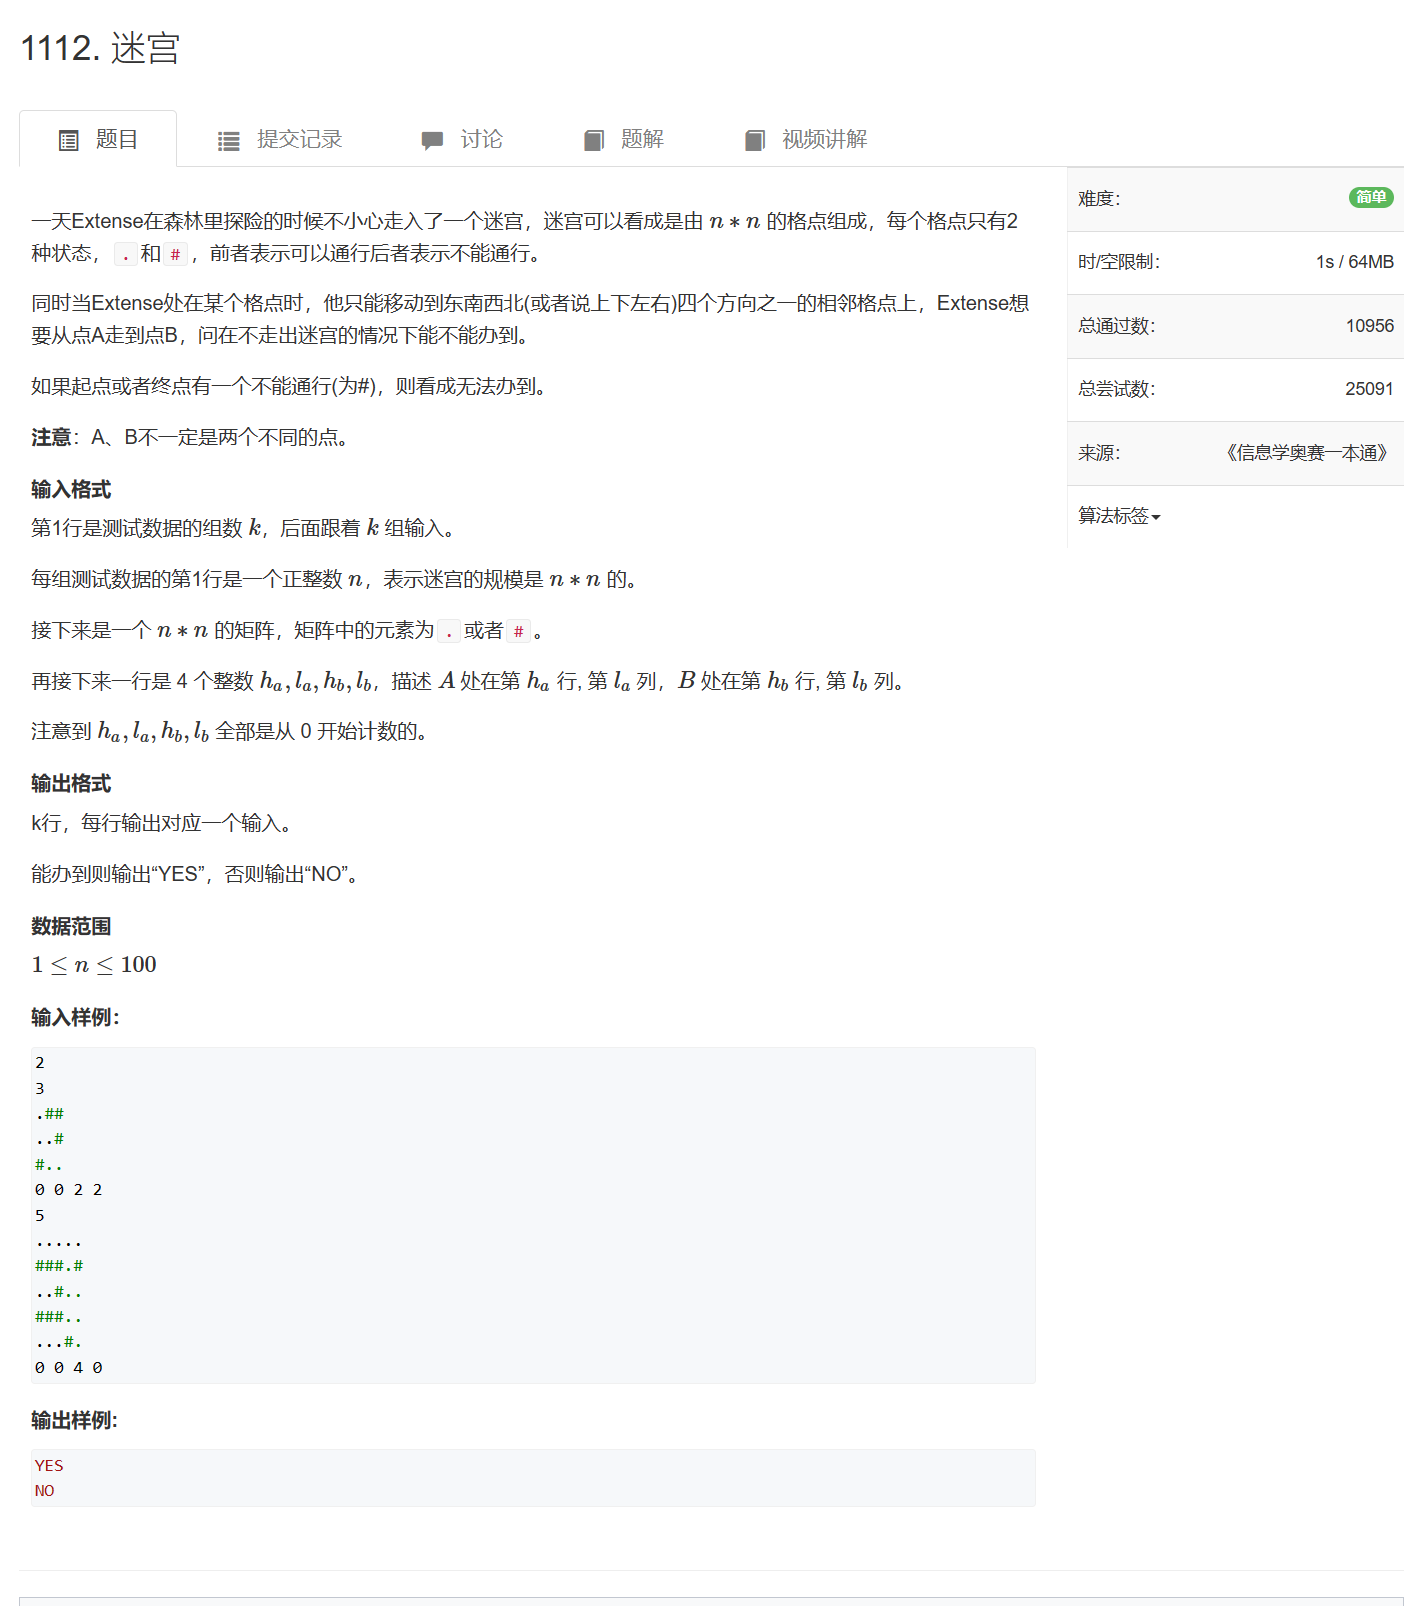 1112. 迷宫
题目 提交记录 讨论 题解 视频讲解
一天Extense在森林里探险的时候不小心走入了一个迷宫，迷宫可以看成是由 n * n 的格点组成，每个格点只有2
种状态， . 和 # ，前者表示可以通行后者表示不能通行。
同时当Extense处在某个格点时，他只能移动到东南西北(或者说上下左右)四个方向之一的相邻格点上，Extense想
要从点A走到点B，问在不走出迷宫的情况下能不能办到。
如果起点或者终点有一个不能通行(为#)，则看成无法办到。
注意：A、B不一定是两个不同的点。
输入格式
第1行是测试数据的组数 k，后面跟着 k 组输入。
每组测试数据的第1行是一个正整数 n，表示迷宫的规模是 n * n 的。
接下来是一个 n * n 的矩阵，矩阵中的元素为 . 或者 # 。
再接下来一行是 4 个整数 h_a, l_a, h_b, l_b，描述 A 处在第 h_a 行, 第 l_a 列，B 处在第 h_b 行, 第 l_b 列。
注意到 h_a, l_a, h_b, l_b 全部是从 0 开始计数的。
输出格式
k行，每行输出对应一个输入。
能办到则输出“YES”，否则输出“NO”。
数据范围
1 ≤ n ≤ 100
输入样例：
2
3
.##
..#
#..
0 0 2 2
5
.....
###.#
..#..
###..
...#.
0 0 4 0
输出样例:
YES
NO
难度： 简单
时/空限制： 1s / 64MB
总通过数： 10956
总尝试数： 25091
来源： 《信息学奥赛一本通》
算法标签